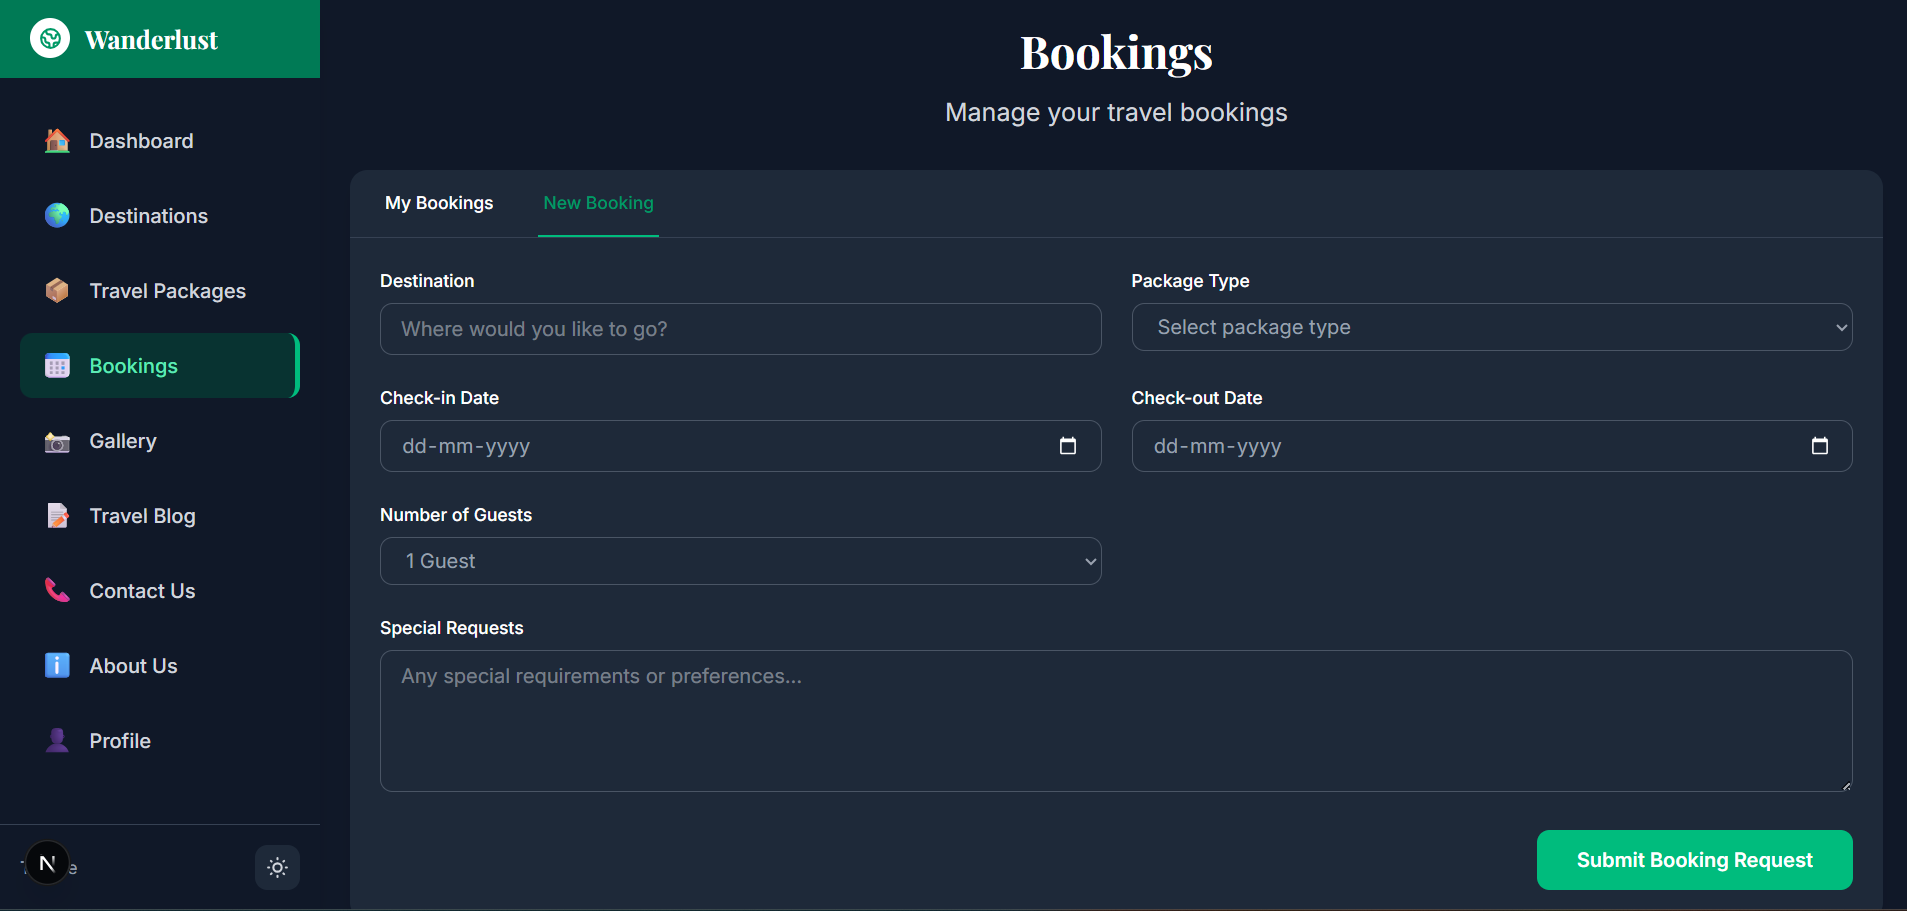 Wanderlust
Dashboard
Destinations
Travel Packages
Bookings
Gallery
Travel Blog
Contact Us
About Us
Profile
N
Bookings
Manage your travel bookings
My Bookings
New Booking
Destination
Where would you like to go?
Package Type
Select package type
Check-in Date
dd-mm-yyyy
Check-out Date
dd-mm-yyyy
Number of Guests
1 Guest
Special Requests
Any special requirements or preferences...
Submit Booking Request